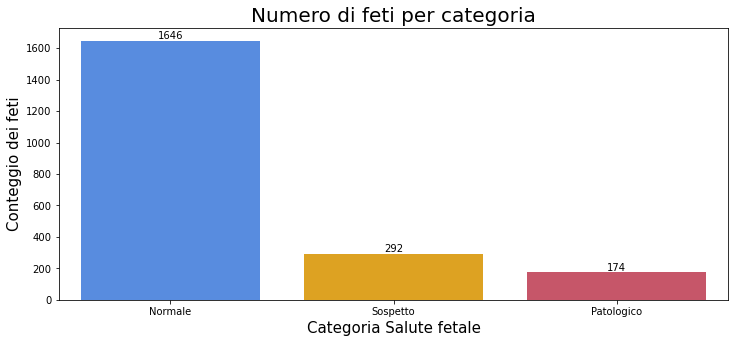 Numero di feti per categoria
Conteggio dei feti
1600
1400
1200
1000
800
600
400
200
0
1646
292
174
Normale
Sospetto
Patologico
Categoria Salute fetale